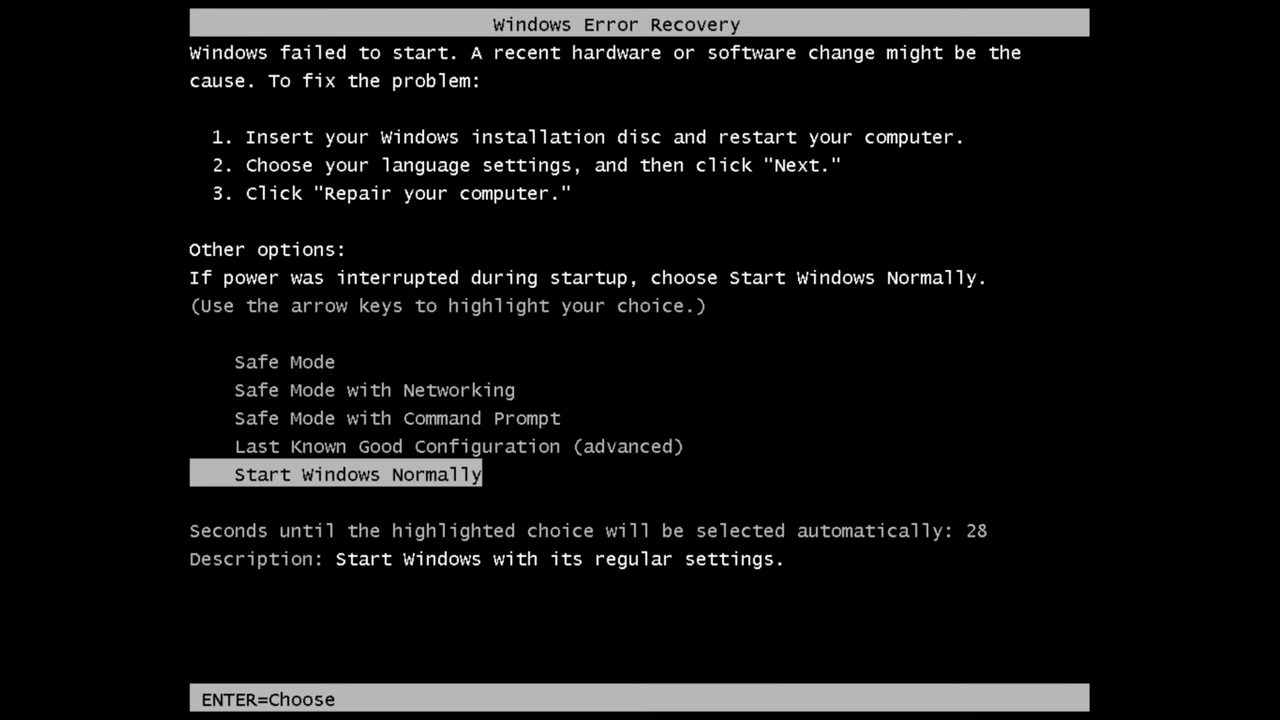 Windows Error Recovery
Windows failed to start. A recent hardware or software change might be the
cause. To fix the problem:
1. Insert your Windows installation disc and restart your computer.
2. Choose your language settings, and then click "Next."
3. Click "Repair your computer."
Other options:
If power was interrupted during startup, choose Start Windows Normally.
(Use the arrow keys to highlight your choice.)
Safe Mode
Safe Mode with Networking
Safe Mode with Command Prompt
Last Known Good Configuration (advanced)
Start Windows Normally
Seconds until the highlighted choice will be selected automatically: 28
Description: Start Windows with its regular settings.
ENTER=Choose